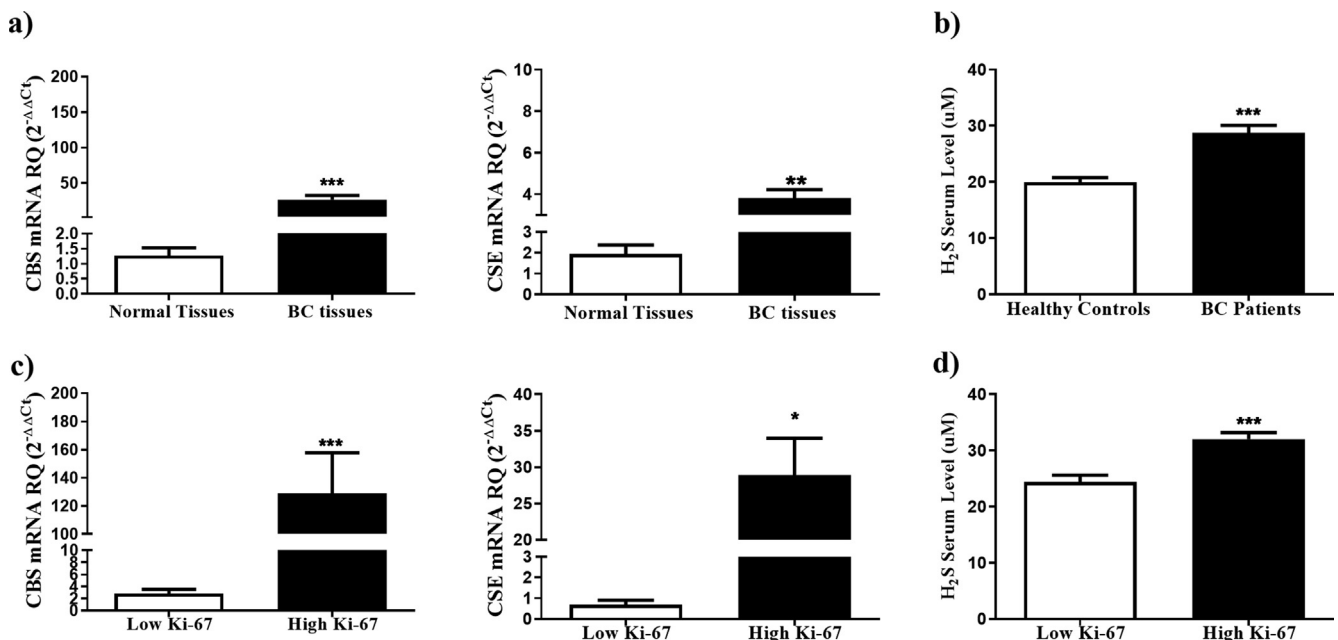 a)
CBS mRNA RQ (2^-ΔΔCt)
200
150
100
50
2.0
1.5
1.0
0.5
0.0
***
Normal Tissues
BC tissues
CSE mRNA RQ (2^-ΔΔCt)
10
8
6
4
3
2
1
0
**
Normal Tissues
BC tissues
b)
H₂S Serum Level (uM)
40
30
20
10
0
***
Healthy Controls
BC Patients
c)
CBS mRNA RQ (2^-ΔΔCt)
200
180
160
140
120
100
10
8
6
4
2
0
***
Low Ki-67
High Ki-67
CSE mRNA RQ (2^-ΔΔCt)
40
35
30
25
20
3
2
1
0
*
Low Ki-67
High Ki-67
d)
H₂S Serum Level (uM)
40
30
20
10
0
***
Low Ki-67
High Ki-67